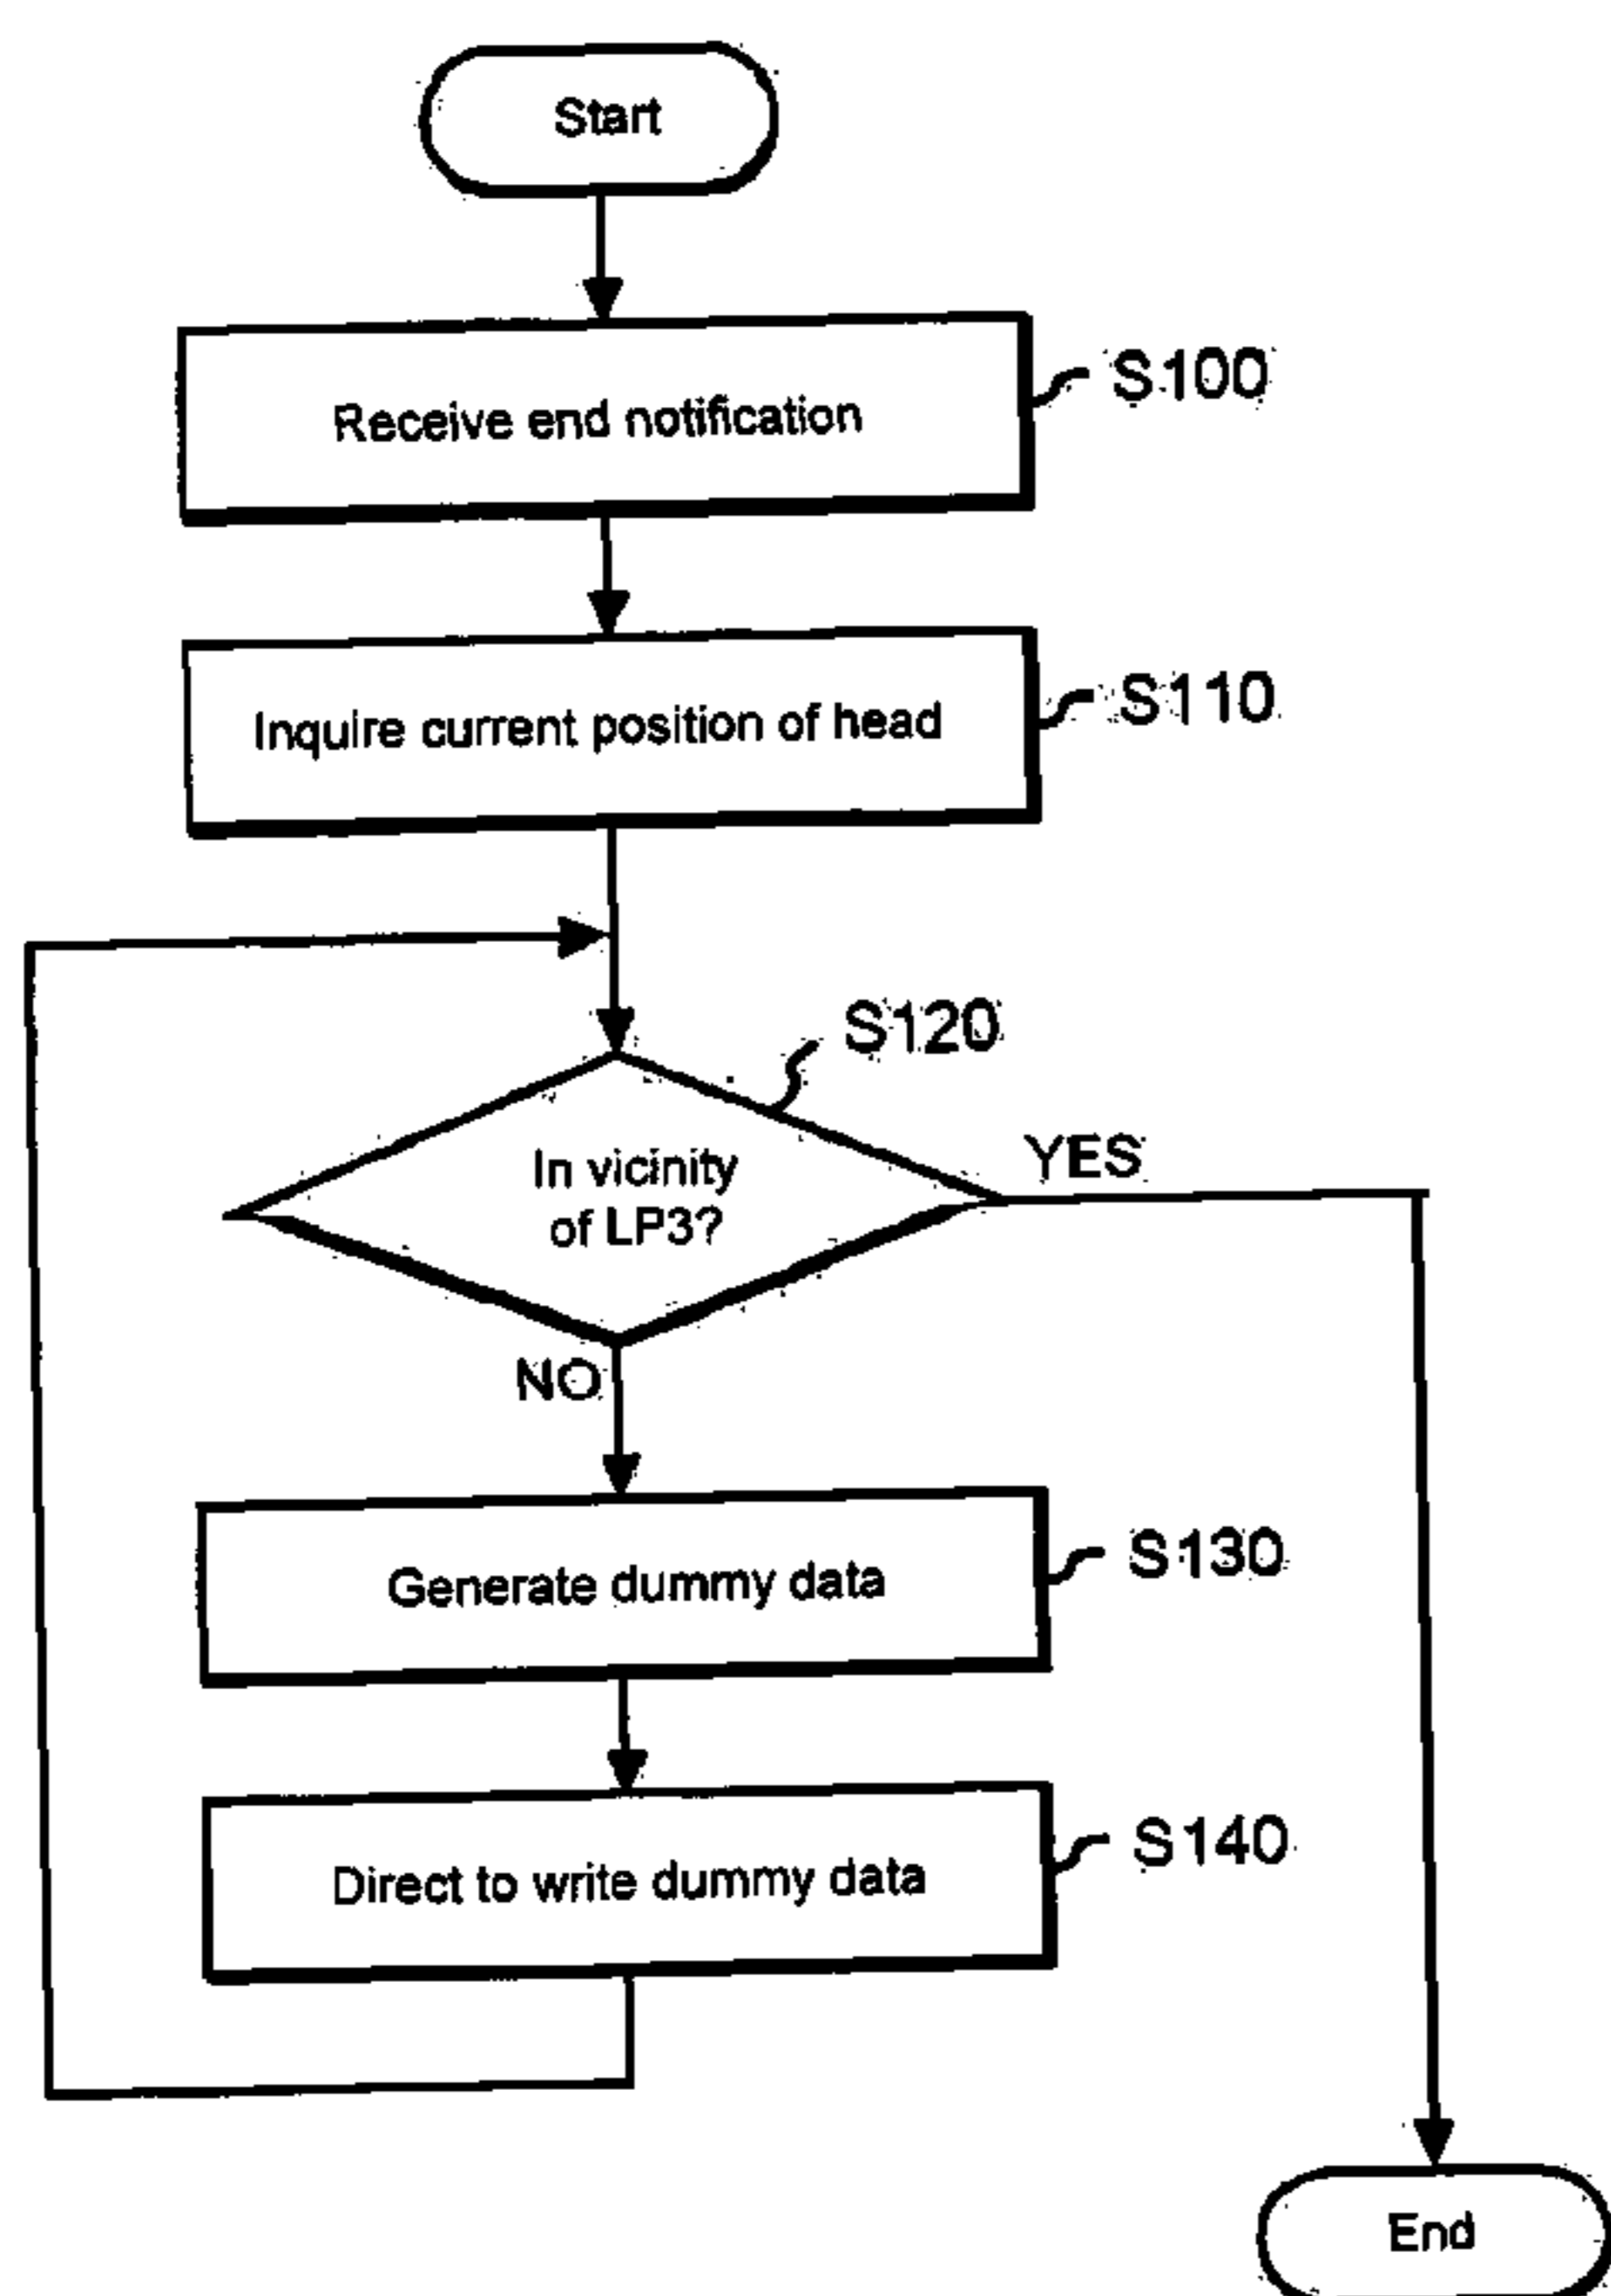 Start
Receive end notification
S100
Inquire current position of head
S110
S120
In vicinity
of LP3?
YES
NO
Generate dummy data
S130
Direct to write dummy data
S140
End